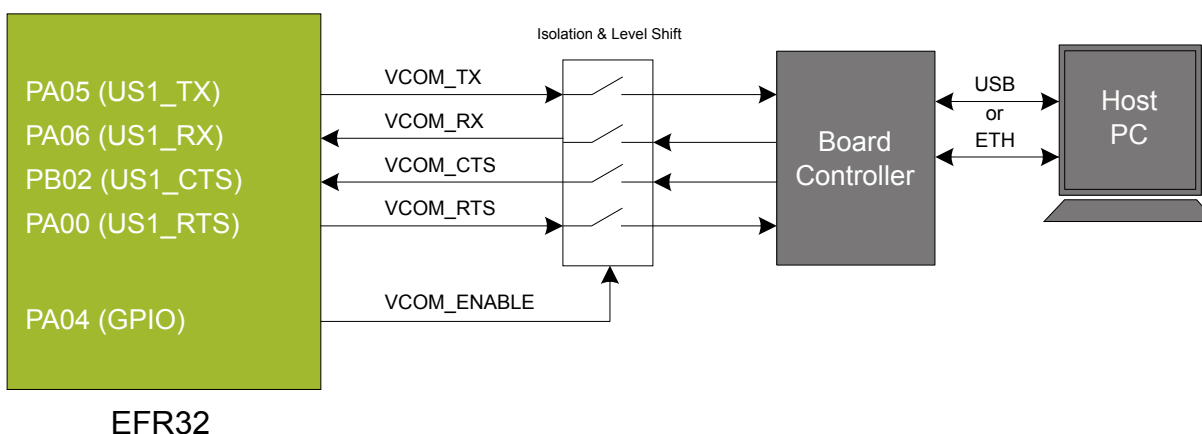 Isolation & Level Shift
PA05 (US1_TX)
VCOM_TX
PA06 (US1_RX)
VCOM_RX
PB02 (US1_CTS)
VCOM_CTS
PA00 (US1_RTS)
VCOM_RTS
PA04 (GPIO)
VCOM_ENABLE
Board
Controller
USB
or
ETH
Host
PC
EFR32